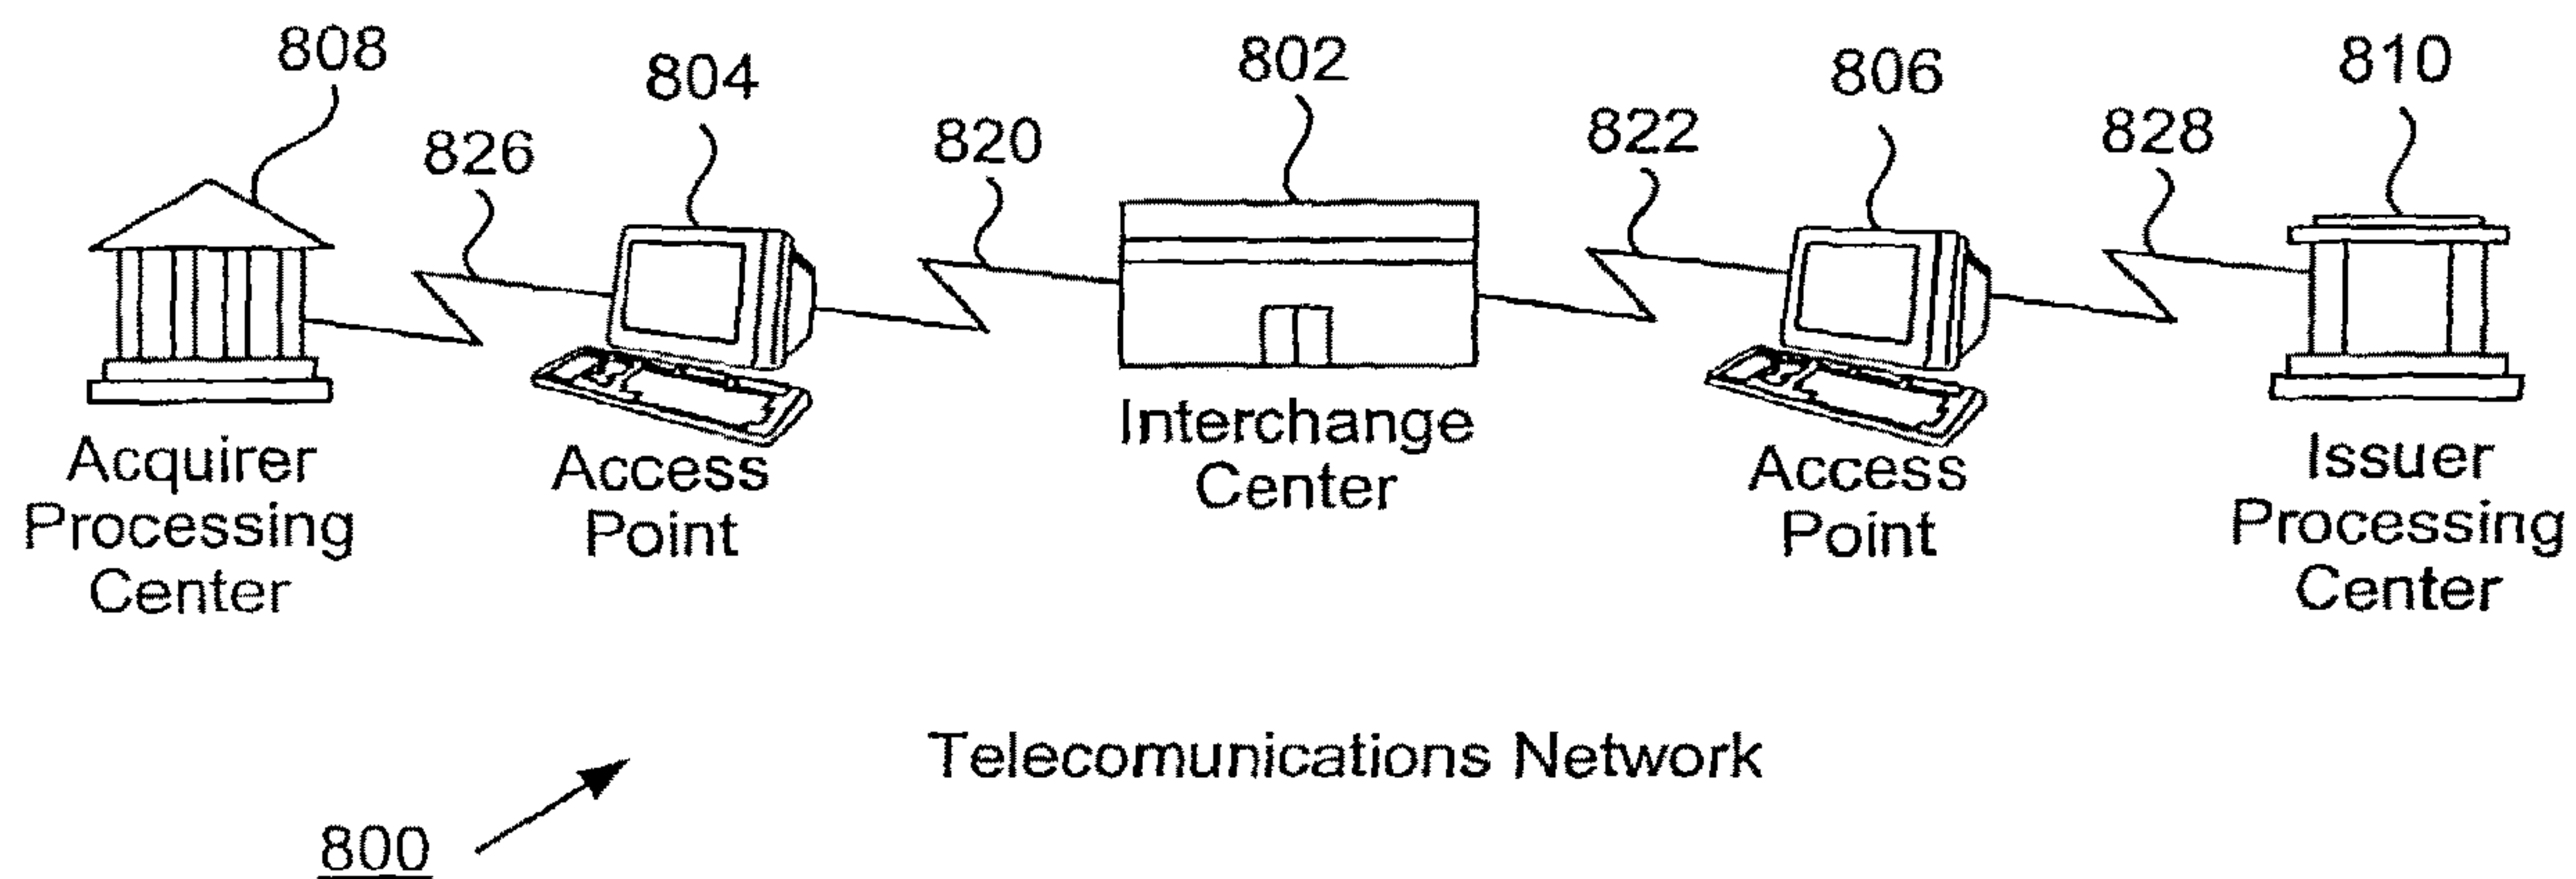 808
804
802
806
810
826
820
822
828
Acquirer
Processing
Center
Access
Point
Interchange
Center
Access
Point
Issuer
Processing
Center
Telecomunications Network
800